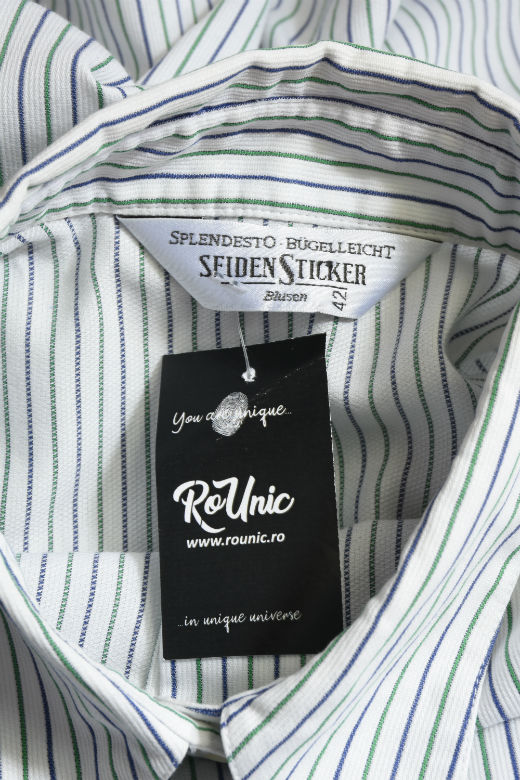 SPLENDESTO·BÜGELLEICHT
SEIDENSTICKER
Blusen
42
You are unique...
RoUnic
www.rounic.ro
...in unique universe